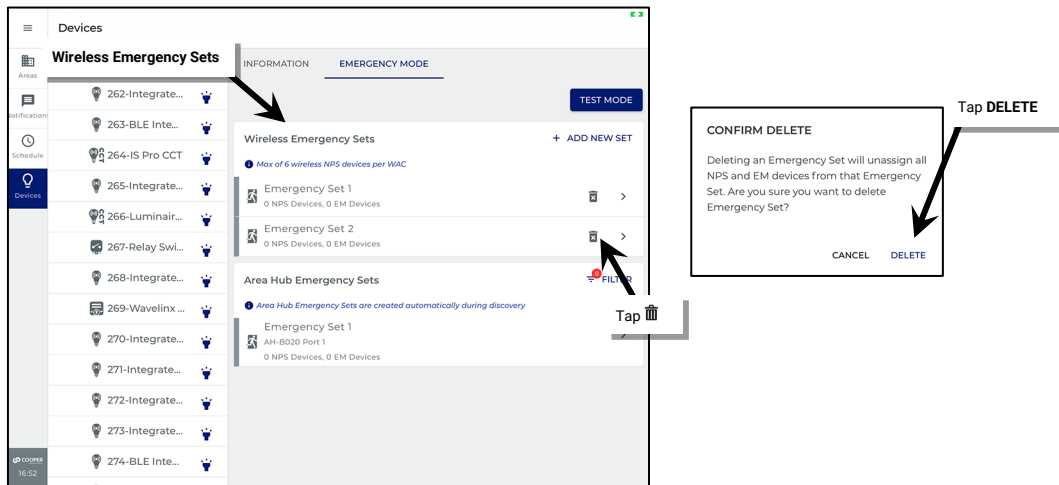 Devices
Areas
Notifications
Schedule
Devices
COOPER
16:52
Wireless Emergency Sets
262-Integrate...
263-BLE Inte...
264-IS Pro CCT
265-Integrate...
266-Luminair...
267-Relay Swi...
268-Integrate...
269-Wavelinx ...
270-Integrate...
271-Integrate...
272-Integrate...
273-Integrate...
274-BLE Inte...
INFORMATION
EMERGENCY MODE
TEST MODE
Wireless Emergency Sets
+ ADD NEW SET
Max of 6 wireless NPS devices per WAC
Emergency Set 1
0 NPS Devices, 0 EM Devices
Emergency Set 2
0 NPS Devices, 0 EM Devices
Area Hub Emergency Sets
0
FILTER
Area Hub Emergency Sets are created automatically during discovery
Emergency Set 1
AH-B020 Port 1
0 NPS Devices, 0 EM Devices
Tap
CONFIRM DELETE
Deleting an Emergency Set will unassign all
NPS and EM devices from that Emergency
Set. Are you sure you want to delete
Emergency Set?
CANCEL DELETE
Tap DELETE